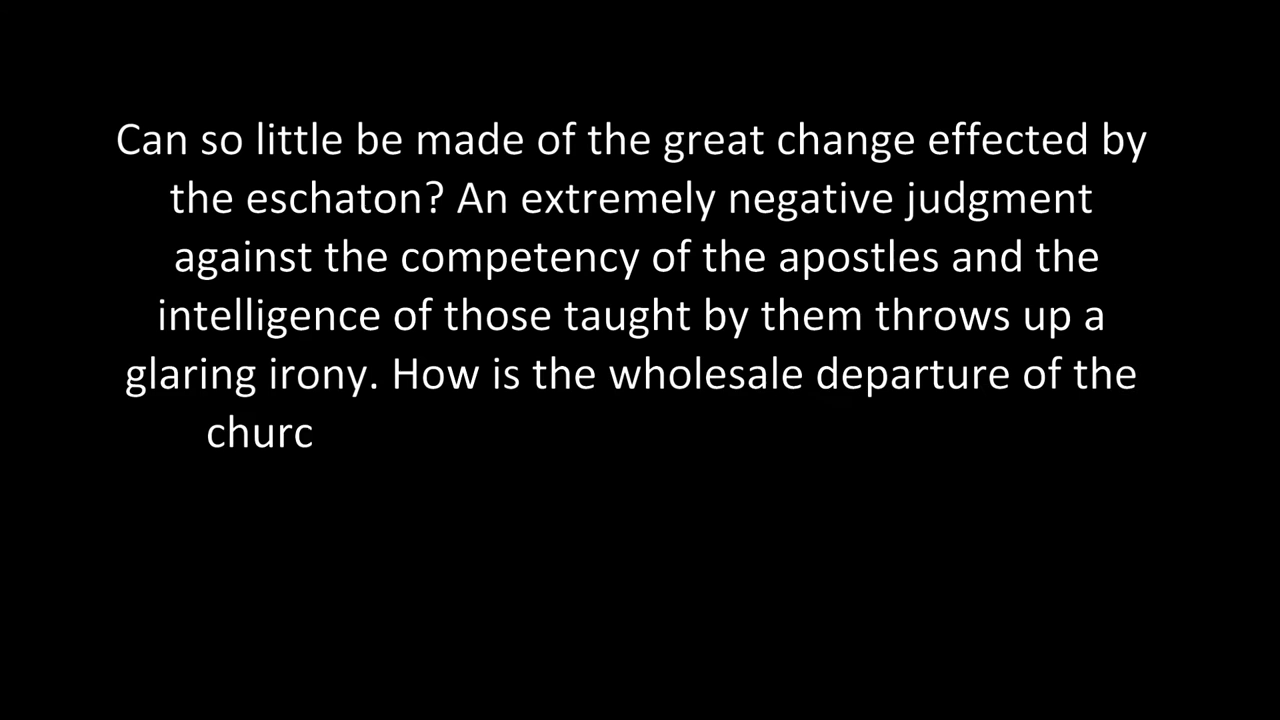 Can so little be made of the great change effected by
the eschaton? An extremely negative judgment
against the competency of the apostles and the
intelligence of those taught by them throws up a
glaring irony. How is the wholesale departure of the
churc